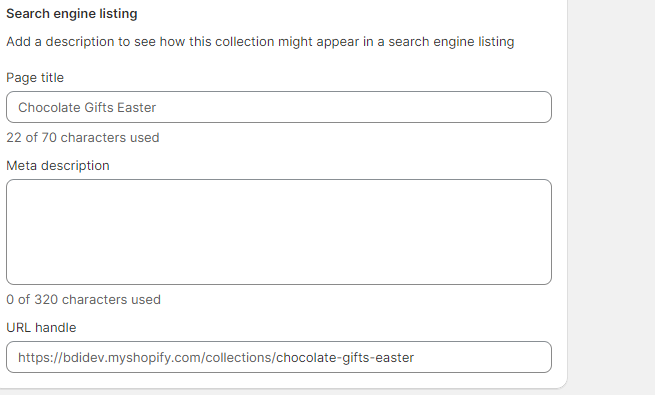 Search engine listing
Add a description to see how this collection might appear in a search engine listing
Page title
Chocolate Gifts Easter
22 of 70 characters used
Meta description
0 of 320 characters used
URL handle
https://bdidev.myshopify.com/collections/chocolate-gifts-easter